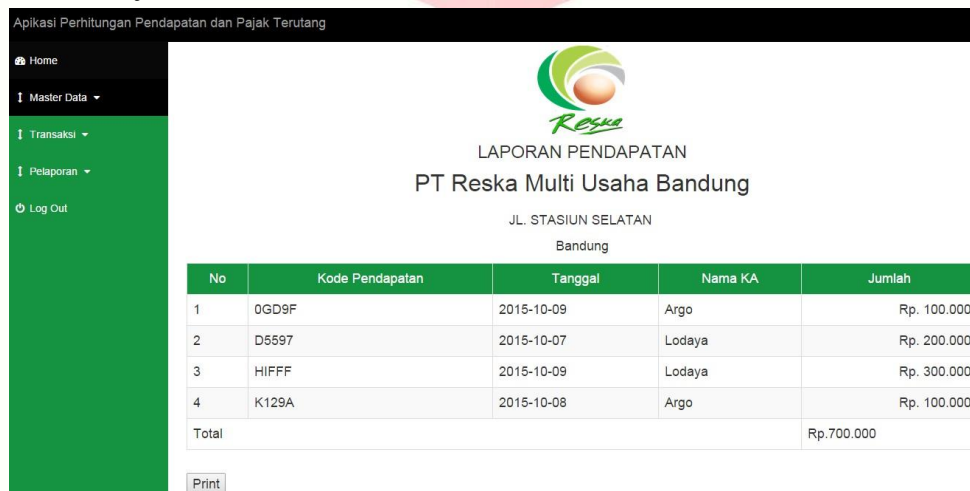 Apikasi Perhitungan Pendapatan dan Pajak Terutang
Home
Master Data
Transaksi
Pelaporan
Log Out
Reska
LAPORAN PENDAPATAN
PT Reska Multi Usaha Bandung
JL. STASIUN SELATAN
Bandung
No Kode Pendapatan Tanggal Nama KA Jumlah
1 0GD9F 2015-10-09 Argo Rp. 100.000
2 D5597 2015-10-07 Lodaya Rp. 200.000
3 HIFFF 2015-10-09 Lodaya Rp. 300.000
4 K129A 2015-10-08 Argo Rp. 100.000
Total Rp.700.000
Print